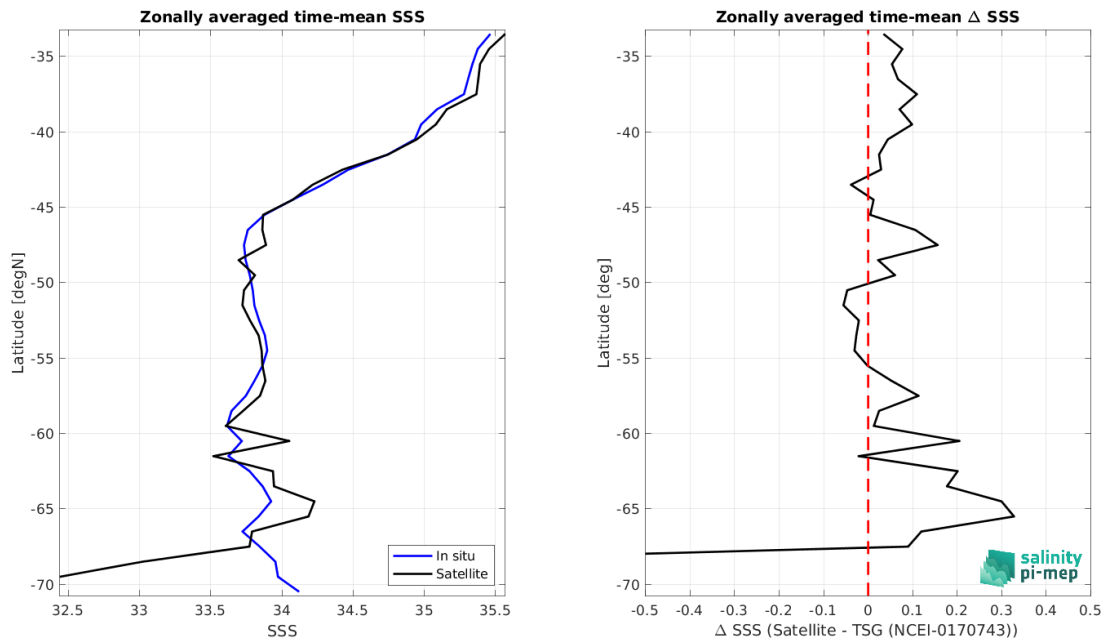 Zonally averaged time-mean SSS
-35
-40
-45
-50
-55
-60
-65
-70
Latitude [degN]
In situ
Satellite
32.5 33 33.5 34 34.5 35 35.5
SSS
Zonally averaged time-mean Δ SSS
-35
-40
-45
-50
-55
-60
-65
-70
Latitude [deg]
salinity
pi-mep
-0.5 -0.4 -0.3 -0.2 -0.1 0 0.1 0.2 0.3 0.4 0.5
Δ SSS (Satellite - TSG (NCEI-0170743))